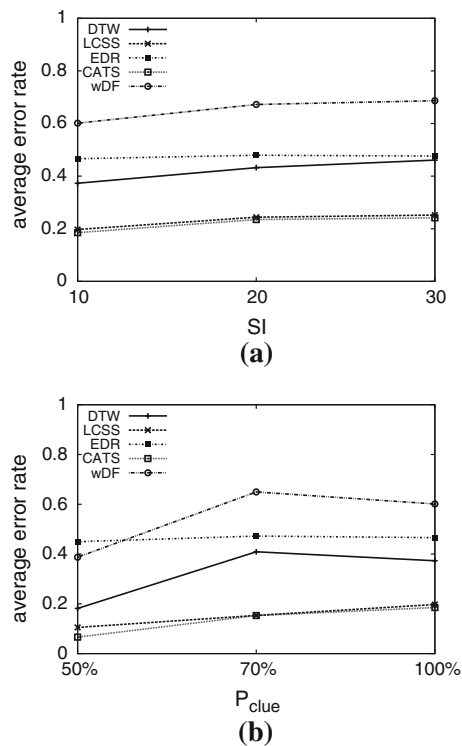 1
0.8
0.6
0.4
0.2
0
average error rate
DTW
LCSS
EDR
CATS
wDF
10 20 30
SI
(a)
1
0.8
0.6
0.4
0.2
0
average error rate
DTW
LCSS
EDR
CATS
wDF
50% 70% 100%
Pclue
(b)